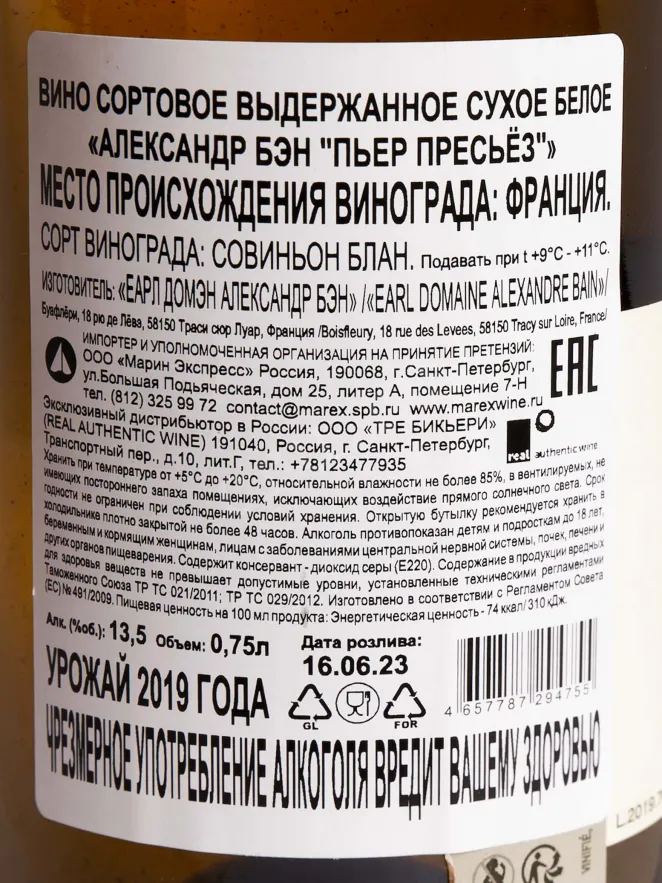 ВИНО СОРТОВОЕ ВЫДЕРЖАННОЕ СУХОЕ БЕЛОЕ
«АЛЕКСАНДР БЭН "ПЬЕР ПРЕСЬЁЗ"»
МЕСТО ПРОИСХОЖДЕНИЯ ВИНОГРАДА: ФРАНЦИЯ.
СОРТ ВИНОГРАДА: СОВИНЬОН БЛАН. Подавать при t +9°C - +11°C.
ИЗГОТОВИТЕЛЬ: «ЕАРЛ ДОМЭН АЛЕКСАНДР БЭН» /«EARL DOMAINE ALEXANDRE BAIN»/
Буафлёри, 18 рю де Лёвэ, 58150 Траси сюр Луар, Франция /Boisfleury, 18 rue des Levees, 58150 Tracy sur Loire, France/
ИМПОРТЕР И УПОЛНОМОЧЕННАЯ ОРГАНИЗАЦИЯ НА ПРИНЯТИЕ ПРЕТЕНЗИЙ:
ООО «Марин Экспресс» Россия, 190068, г.Санкт-Петербург,
ул.Большая Подьяческая, дом 25, литер А, помещение 7-Н
тел. (812) 325 99 72 contact@marex.spb.ru www.marexwine.ru
EAC
Эксклюзивный дистрибьютор в России: ООО «ТРЕ БИКЬЕРИ»
(REAL AUTHENTIC WINE) 191040, Россия, г. Санкт-Петербург,
Транспортный пер., д.10, лит.Г, тел.: +78123477935
real authentic wine
Хранить при температуре от +5°C до +20°C, относительной влажности не более 85%, в вентилируемых, не
имеющих постороннего запаха помещениях, исключающих воздействие прямого солнечного света. Срок
годности не ограничен при соблюдении условий хранения. Открытую бутылку рекомендуется хранить в
холодильнике плотно закрытой не более 48 часов. Алкоголь противопоказан детям и подросткам до 18 лет,
беременным и кормящим женщинам, лицам с заболеваниями центральной нервной системы, почек, печени и
других органов пищеварения. Содержит консервант - диоксид серы (E220). Содержание в продукции вредных
для здоровья веществ не превышает допустимые уровни, установленные техническими регламентами
Таможенного Союза ТР ТС 021/2011; ТР ТС 029/2012. Изготовлено в соответствии с Регламентом Совета
(ЕС) № 491/2009. Пищевая ценность на 100 мл продукта: Энергетическая ценность - 74 ккал/ 310 кДж.
Алк. (%об.): 13,5 Объем: 0,75л
Дата розлива:
16.06.23
УРОЖАЙ 2019 ГОДА
GL
FOR
4 657787 294755
ЧРЕЗМЕРНОЕ УПОТРЕБЛЕНИЕ АЛКОГОЛЯ ВРЕДИТ ВАШЕМУ ЗДОРОВЬЮ
L.2019.
VINIFIÉ,